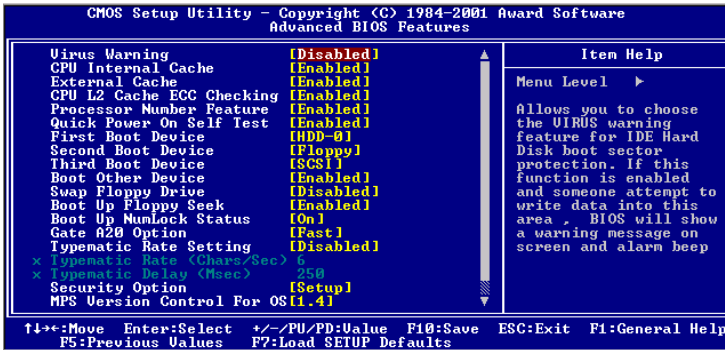 CMOS Setup Utility – Copyright (C) 1984-2001 Award Software
Advanced BIOS Features
Virus Warning [Disabled]
CPU Internal Cache [Enabled]
External Cache [Enabled]
CPU L2 Cache ECC Checking [Enabled]
Processor Number Feature [Enabled]
Quick Power On Self Test [Enabled]
First Boot Device [HDD-0]
Second Boot Device [Floppy]
Third Boot Device [SCSI]
Boot Other Device [Enabled]
Swap Floppy Drive [Disabled]
Boot Up Floppy Seek [Enabled]
Boot Up NumLock Status [On]
Gate A20 Option [Fast]
Typematic Rate Setting [Disabled]
x Typematic Rate (Chars/Sec) 6
x Typematic Delay (Msec) 250
Security Option [Setup]
MPS Version Control For OS[1.4]
Item Help
Menu Level ▶
Allows you to choose
the VIRUS warning
feature for IDE Hard
Disk boot sector
protection. If this
function is enabled
and someone attempt to
write data into this
area , BIOS will show
a warning message on
screen and alarm beep
↑↓→←:Move Enter:Select +/-/PU/PD:Value F10:Save ESC:Exit F1:General Help
F5:Previous Values F7:Load SETUP Defaults